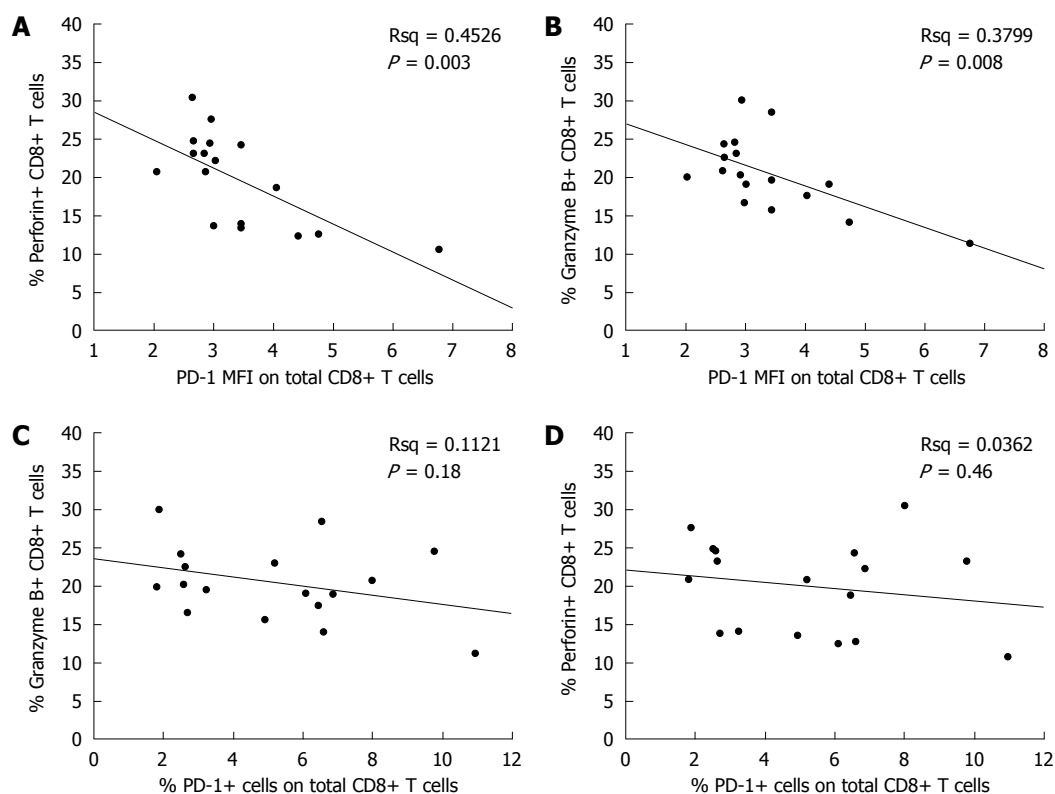 A
40
35
30
25
20
15
10
5
0
% Perforin+ CD8+ T cells
Rsq = 0.4526
P = 0.003
1 2 3 4 5 6 7 8
PD-1 MFI on total CD8+ T cells
B
40
35
30
25
20
15
10
5
0
% Granzyme B+ CD8+ T cells
Rsq = 0.3799
P = 0.008
1 2 3 4 5 6 7 8
PD-1 MFI on total CD8+ T cells
C
40
35
30
25
20
15
10
5
0
% Granzyme B+ CD8+ T cells
Rsq = 0.1121
P = 0.18
0 2 4 6 8 10 12
% PD-1+ cells on total CD8+ T cells
D
40
35
30
25
20
15
10
5
0
% Perforin+ CD8+ T cells
Rsq = 0.0362
P = 0.46
0 2 4 6 8 10 12
% PD-1+ cells on total CD8+ T cells